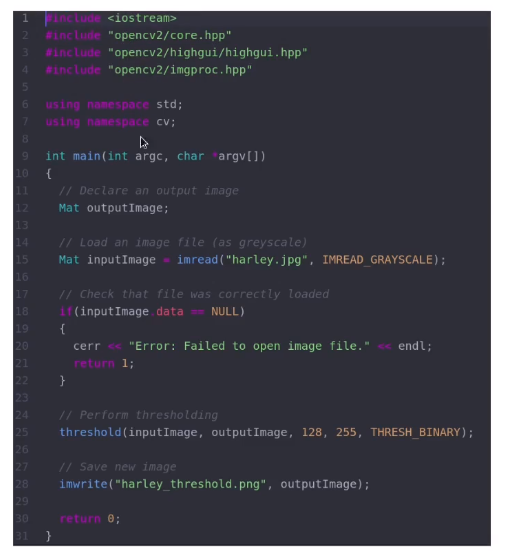 1 #include <iostream>
2 #include "opencv2/core.hpp"
3 #include "opencv2/highgui/highgui.hpp"
4 #include "opencv2/imgproc.hpp"
5
6 using namespace std;
7 using namespace cv;
8
9 int main(int argc, char *argv[])
10 {
11   // Declare an output image
12   Mat outputImage;
13
14   // Load an image file (as greyscale)
15   Mat inputImage = imread("harley.jpg", IMREAD_GRAYSCALE);
16
17   // Check that file was correctly loaded
18   if(inputImage.data == NULL)
19   {
20     cerr << "Error: Failed to open image file." << endl;
21     return 1;
22   }
23
24   // Perform thresholding
25   threshold(inputImage, outputImage, 128, 255, THRESH_BINARY);
26
27   // Save new image
28   imwrite("harley_threshold.png", outputImage);
29
30   return 0;
31 }